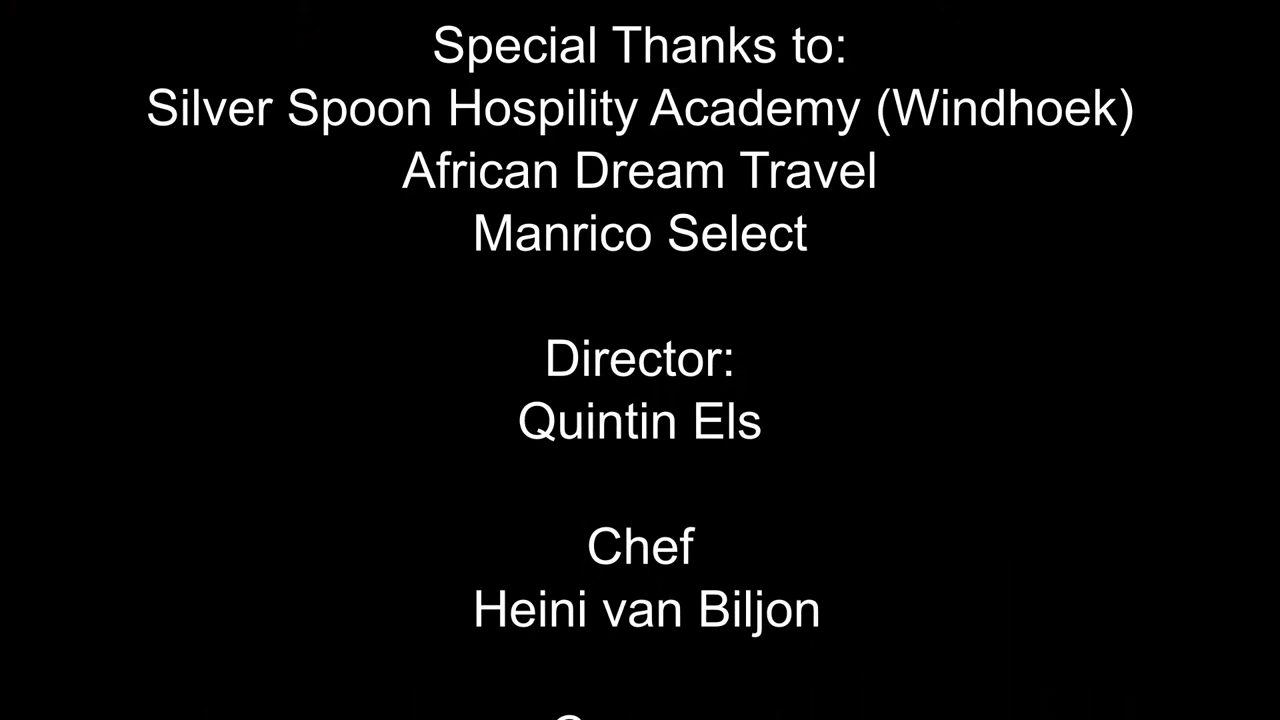 Special Thanks to:
Silver Spoon Hospility Academy (Windhoek)
African Dream Travel
Manrico Select
Director:
Quintin Els
Chef
Heini van Biljon